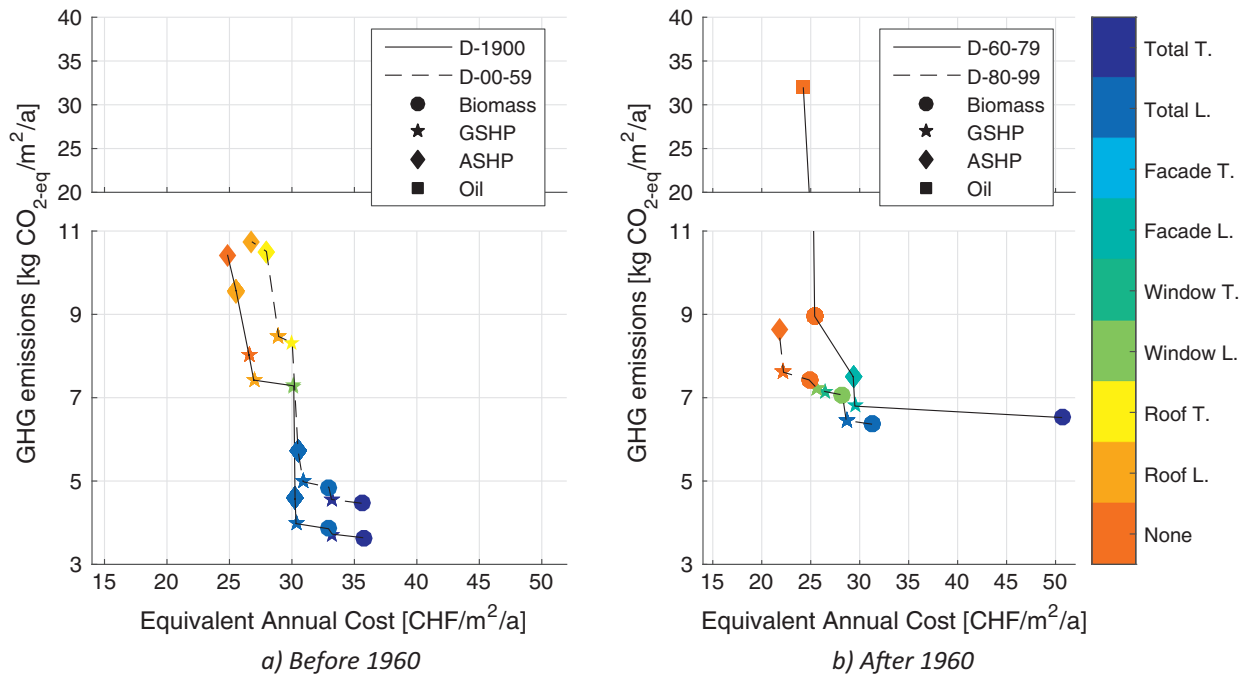 40
35
30
25
20
11
9
7
5
3
15 20 25 30 35 40 45 50
GHG emissions [kg CO2-eq/m²/a]
Equivalent Annual Cost [CHF/m²/a]
D-1900
D-00-59
Biomass
GSHP
ASHP
Oil
a) Before 1960
40
35
30
25
20
11
9
7
5
3
15 20 25 30 35 40 45 50
GHG emissions [kg CO2-eq/m²/a]
Equivalent Annual Cost [CHF/m²/a]
D-60-79
D-80-99
Biomass
GSHP
ASHP
Oil
b) After 1960
Total T.
Total L.
Facade T.
Facade L.
Window T.
Window L.
Roof T.
Roof L.
None